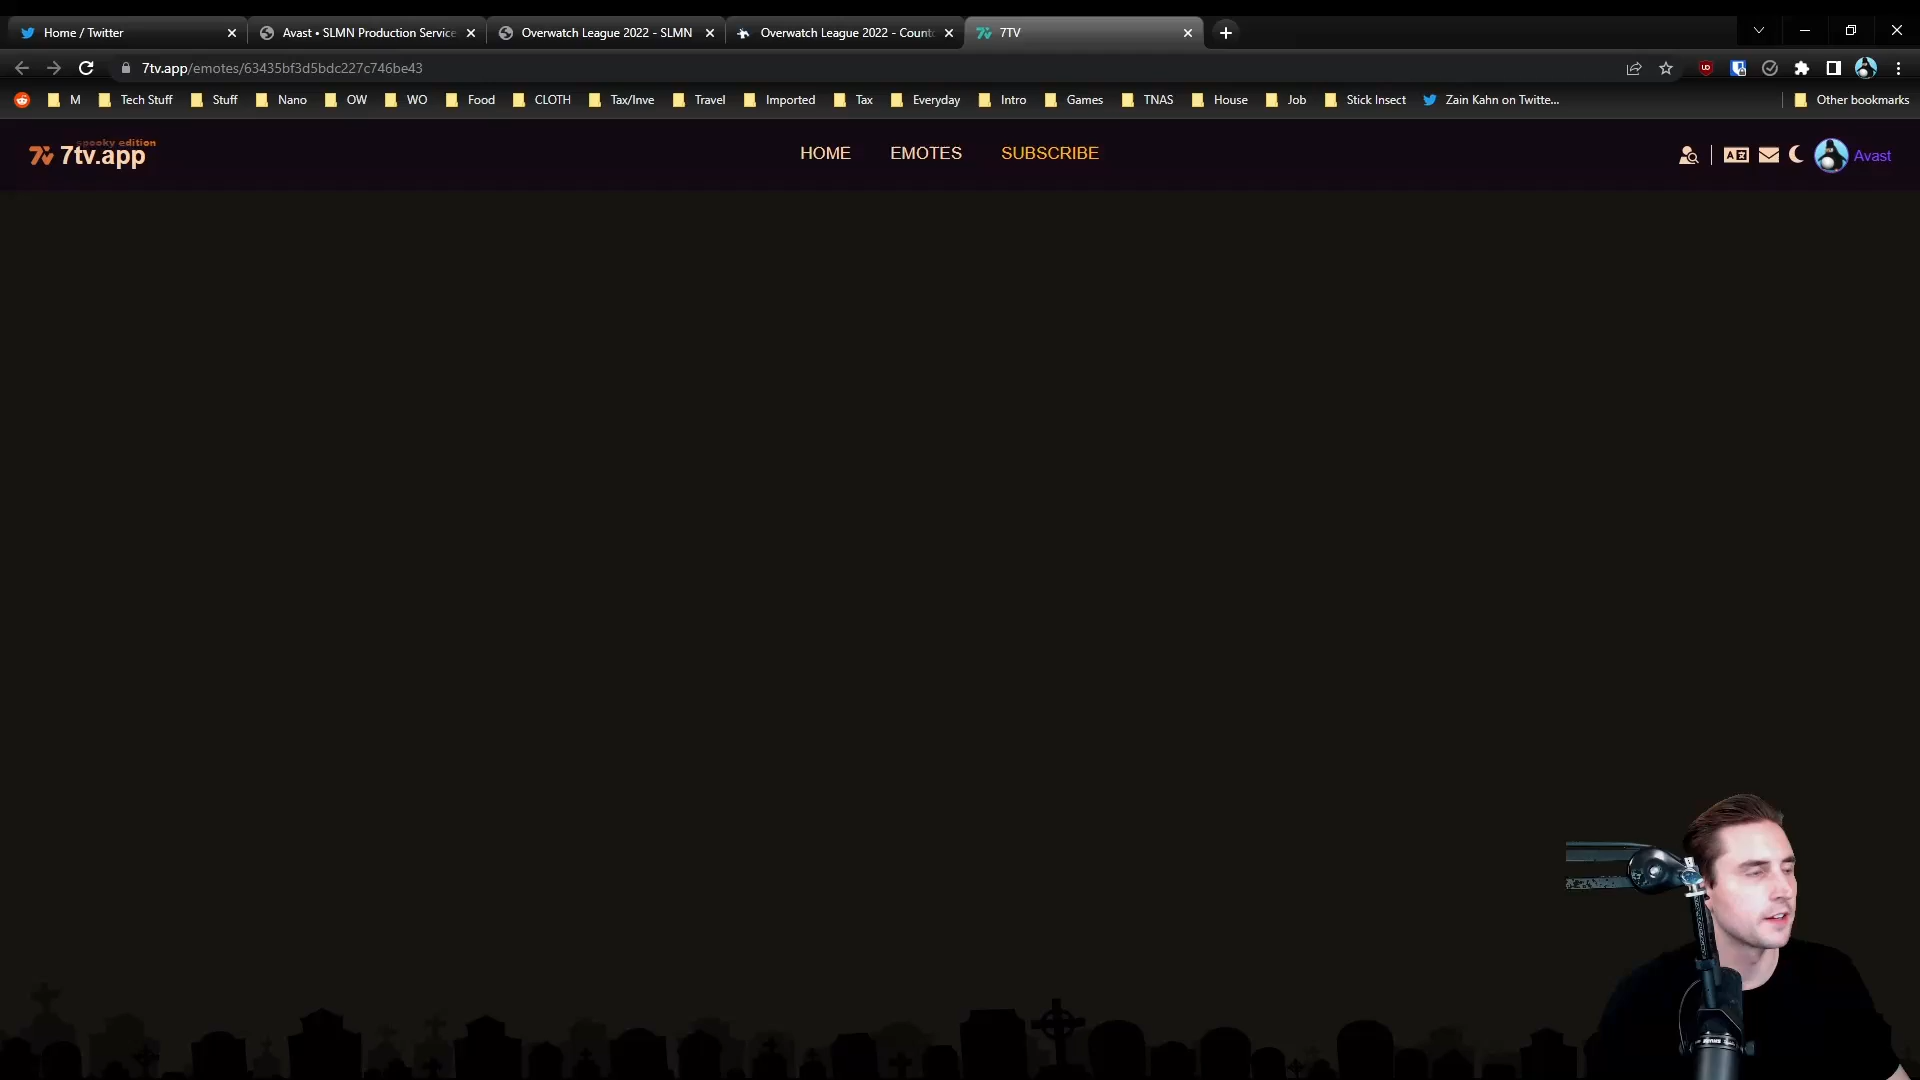 Home / Twitter
Avast • SLMN Production Service
Overwatch League 2022 - SLMN
Overwatch League 2022 - Count
7TV
7tv.app/emotes/63435bf3d5bdc227c746be43
M
Tech Stuff
Stuff
Nano
OW
WO
Food
CLOTH
Tax/Inve
Travel
Imported
Tax
Everyday
Intro
Games
TNAS
House
Job
Stick Insect
Zain Kahn on Twitte...
Other bookmarks
spooky edition
7tv.app
HOME
EMOTES
SUBSCRIBE
Avast